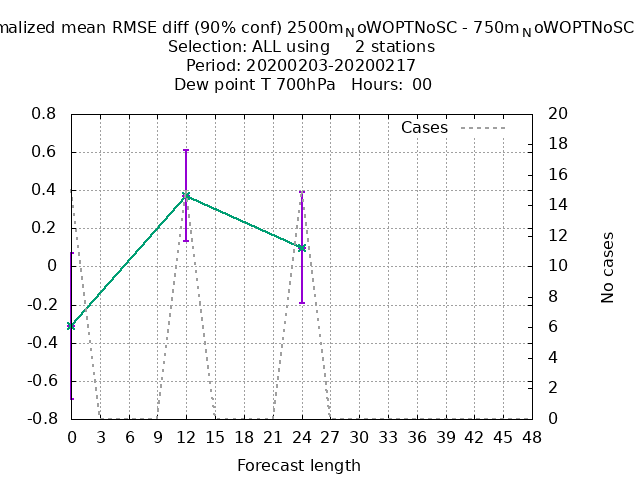 malized mean RMSE diff (90% conf) 2500mNoWOPTNoSC - 750mNoWOPTNoSC
Selection: ALL using 2 stations
Period: 20200203-20200217
Dew point T 700hPa Hours: 00
Cases
0.8
0.6
0.4
0.2
0
-0.2
-0.4
-0.6
-0.8
20
18
16
14
12
10
8
6
4
2
0
No cases
0 3 6 9 12 15 18 21 24 27 30 33 36 39 42 45 48
Forecast length